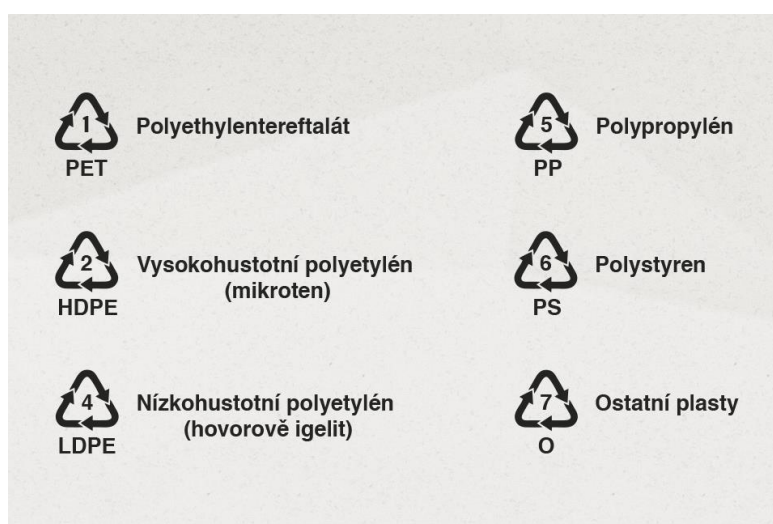 1
PET
Polyethylentereftalát
2
HDPE
Vysokohustotní polyetylén
(mikroten)
4
LDPE
Nízkohustotní polyetylén
(hovorově igelit)
5
PP
Polypropylén
6
PS
Polystyren
7
O
Ostatní plasty